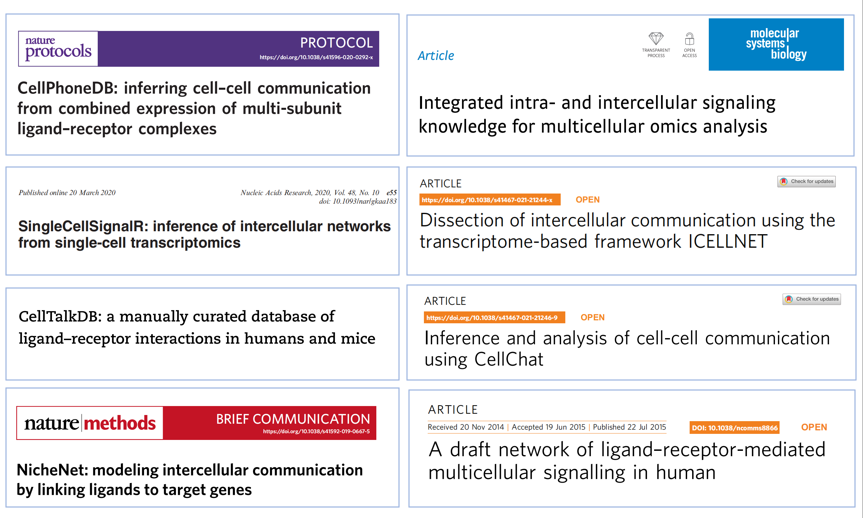 nature
protocols
PROTOCOL
https://doi.org/10.1038/s41596-020-0292-x
CellPhoneDB: inferring cell–cell communication
from combined expression of multi-subunit
ligand–receptor complexes
Article
TRANSPARENT
PROCESS
OPEN
ACCESS
molecular
systems
biology
Integrated intra- and intercellular signaling
knowledge for multicellular omics analysis
Published online 20 March 2020
Nucleic Acids Research, 2020, Vol. 48, No. 10 e55
doi: 10.1093/nar/gkaa183
SingleCellSignalR: inference of intercellular networks
from single-cell transcriptomics
ARTICLE
Check for updates
https://doi.org/10.1038/s41467-021-21244-x
OPEN
Dissection of intercellular communication using the
transcriptome-based framework ICELLNET
CellTalkDB: a manually curated database of
ligand–receptor interactions in humans and mice
ARTICLE
Check for updates
https://doi.org/10.1038/s41467-021-21246-9
OPEN
Inference and analysis of cell-cell communication
using CellChat
nature|methods
BRIEF COMMUNICATION
https://doi.org/10.1038/s41592-019-0667-5
NicheNet: modeling intercellular communication
by linking ligands to target genes
ARTICLE
Received 20 Nov 2014 | Accepted 19 Jun 2015 | Published 22 Jul 2015
DOI: 10.1038/ncomms8866
OPEN
A draft network of ligand–receptor-mediated
multicellular signalling in human